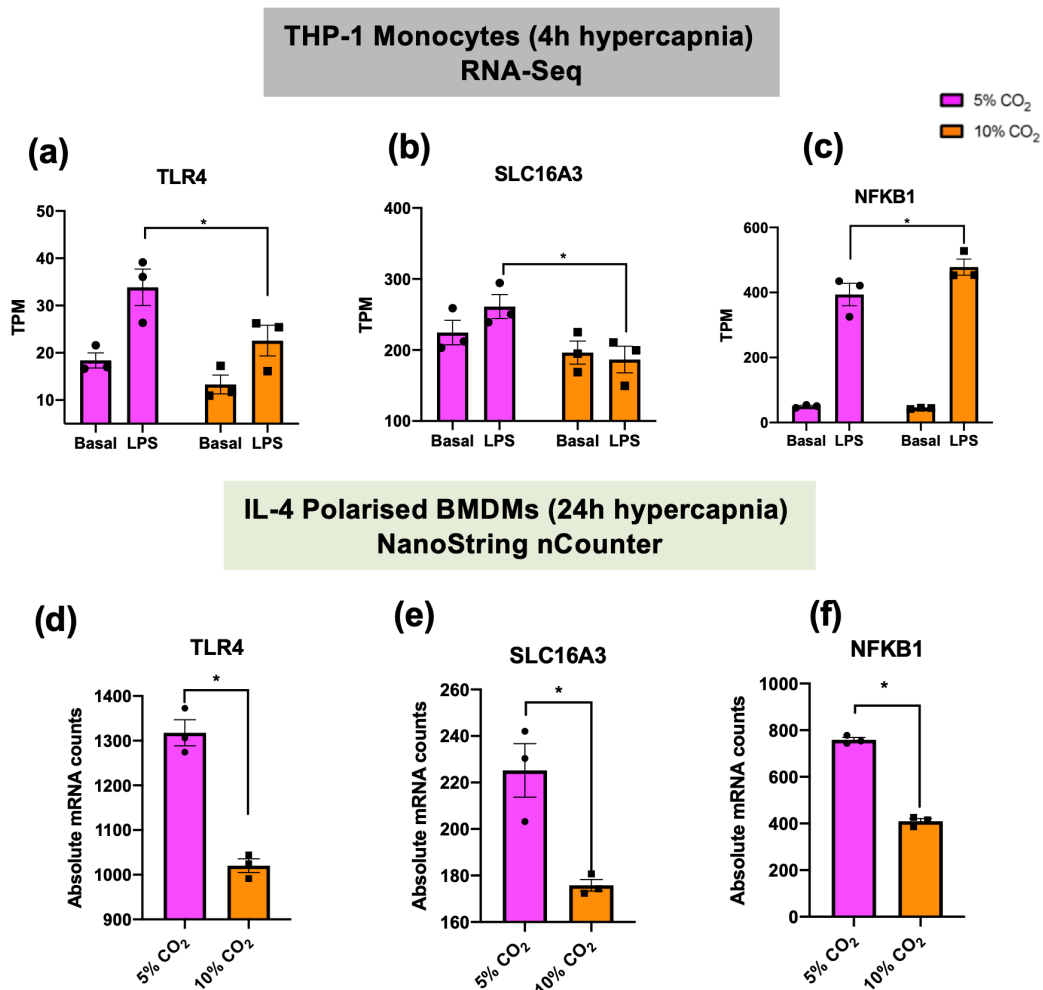 THP-1 Monocytes (4h hypercapnia)
RNA-Seq
5% CO₂
10% CO₂
(a)
TLR4
TPM
50
40
30
20
10
*
Basal LPS Basal LPS
(b)
SLC16A3
TPM
400
300
200
100
*
Basal LPS Basal LPS
(c)
NFKB1
TPM
600
400
200
0
*
Basal LPS Basal LPS
IL-4 Polarised BMDMs (24h hypercapnia)
NanoString nCounter
(d)
TLR4
Absolute mRNA counts
1400
1300
1200
1100
1000
900
*
5% CO₂ 10% CO₂
(e)
SLC16A3
Absolute mRNA counts
260
240
220
200
180
160
*
5% CO₂ 10% CO₂
(f)
NFKB1
Absolute mRNA counts
1000
800
600
400
200
0
*
5% CO₂ 10% CO₂